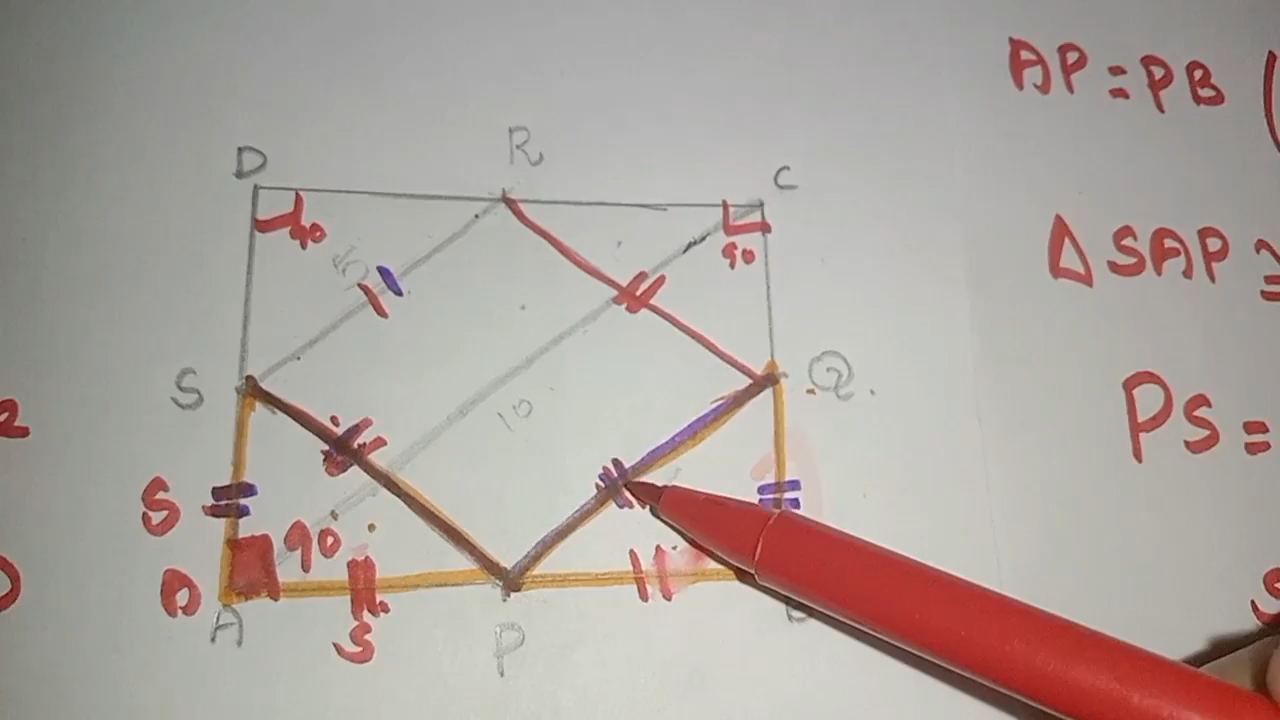 AP = PB (
R
D
C
90
90
5
Δ SAP ≅
S
Q.
10
PS =
S
90
A
S
P